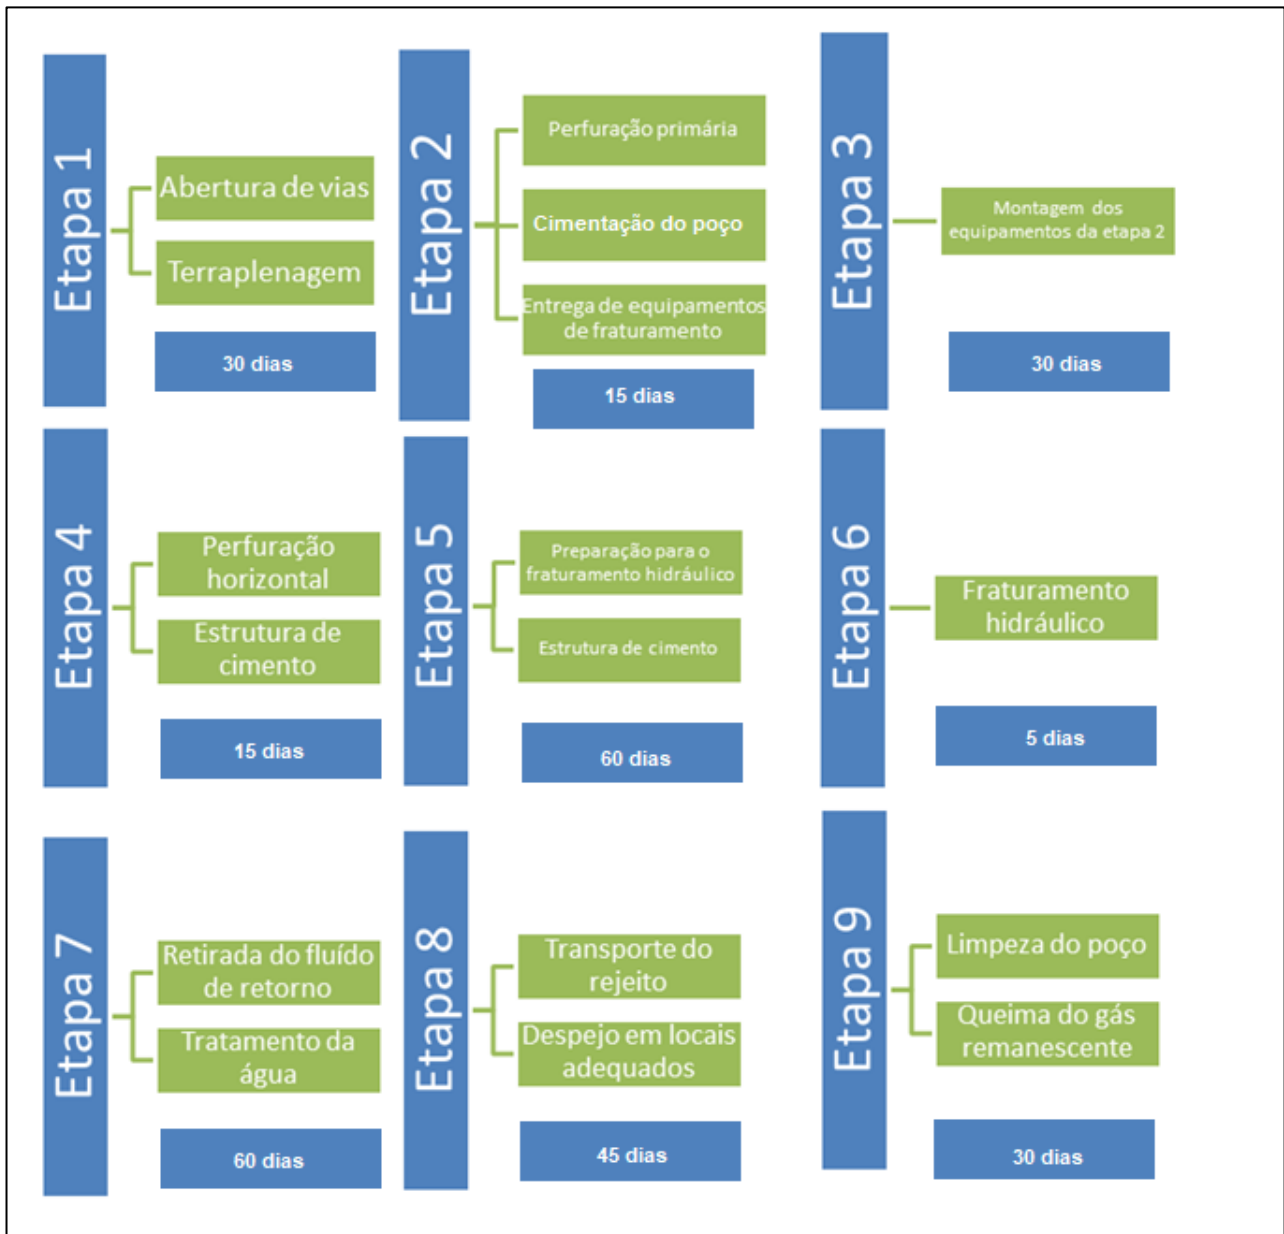 Etapa 1
Abertura de vias
Terraplenagem
30 dias
Etapa 2
Perfuração primária
Cimentação do poço
Entrega de equipamentos
de fraturamento
15 dias
Etapa 3
Montagem dos
equipamentos da etapa 2
30 dias
Etapa 4
Perfuração
horizontal
Estrutura de
cimento
15 dias
Etapa 5
Preparação para o
fraturamento hidráulico
Estrutura de cimento
60 dias
Etapa 6
Fraturamento
hidráulico
5 dias
Etapa 7
Retirada do fluído
de retorno
Tratamento da
água
60 dias
Etapa 8
Transporte do
rejeito
Despejo em locais
adequados
45 dias
Etapa 9
Limpeza do poço
Queima do gás
remanescente
30 dias